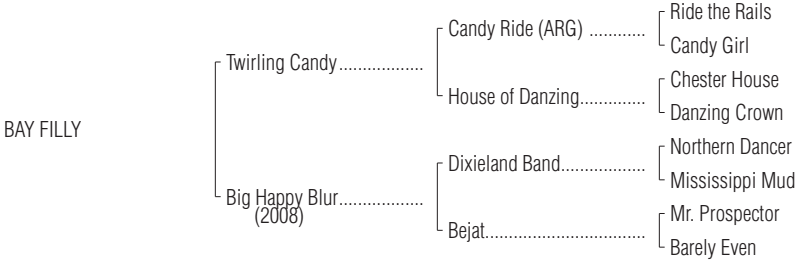 Ride the Rails
Candy Ride (ARG) ............
Candy Girl
Twirling Candy..................
Chester House
House of Danzing..............
Danzing Crown
BAY FILLY
Northern Dancer
Dixieland Band..................
Mississippi Mud
Big Happy Blur..................
(2008)
Mr. Prospector
Bejat..................................
Barely Even